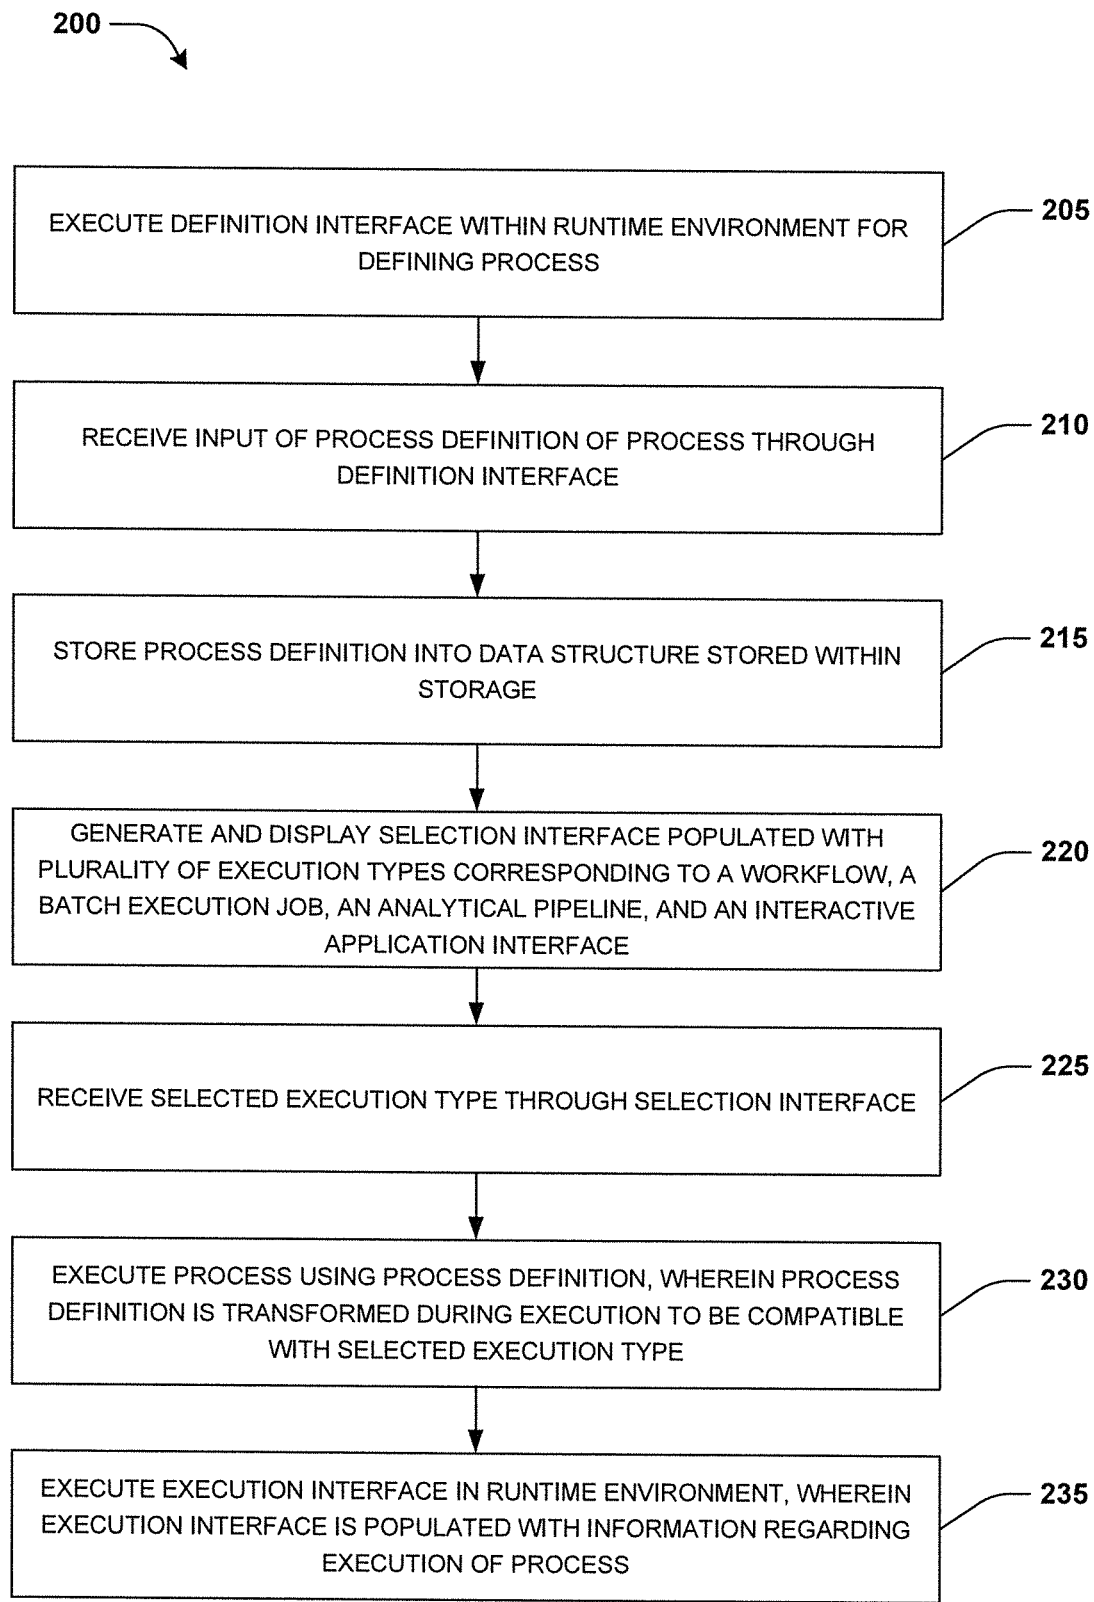 200
EXECUTE DEFINITION INTERFACE WITHIN RUNTIME ENVIRONMENT FOR
DEFINING PROCESS
205
RECEIVE INPUT OF PROCESS DEFINITION OF PROCESS THROUGH
DEFINITION INTERFACE
210
STORE PROCESS DEFINITION INTO DATA STRUCTURE STORED WITHIN
STORAGE
215
GENERATE AND DISPLAY SELECTION INTERFACE POPULATED WITH
PLURALITY OF EXECUTION TYPES CORRESPONDING TO A WORKFLOW, A
BATCH EXECUTION JOB, AN ANALYTICAL PIPELINE, AND AN INTERACTIVE
APPLICATION INTERFACE
220
RECEIVE SELECTED EXECUTION TYPE THROUGH SELECTION INTERFACE
225
EXECUTE PROCESS USING PROCESS DEFINITION, WHEREIN PROCESS
DEFINITION IS TRANSFORMED DURING EXECUTION TO BE COMPATIBLE
WITH SELECTED EXECUTION TYPE
230
EXECUTE EXECUTION INTERFACE IN RUNTIME ENVIRONMENT, WHEREIN
EXECUTION INTERFACE IS POPULATED WITH INFORMATION REGARDING
EXECUTION OF PROCESS
235